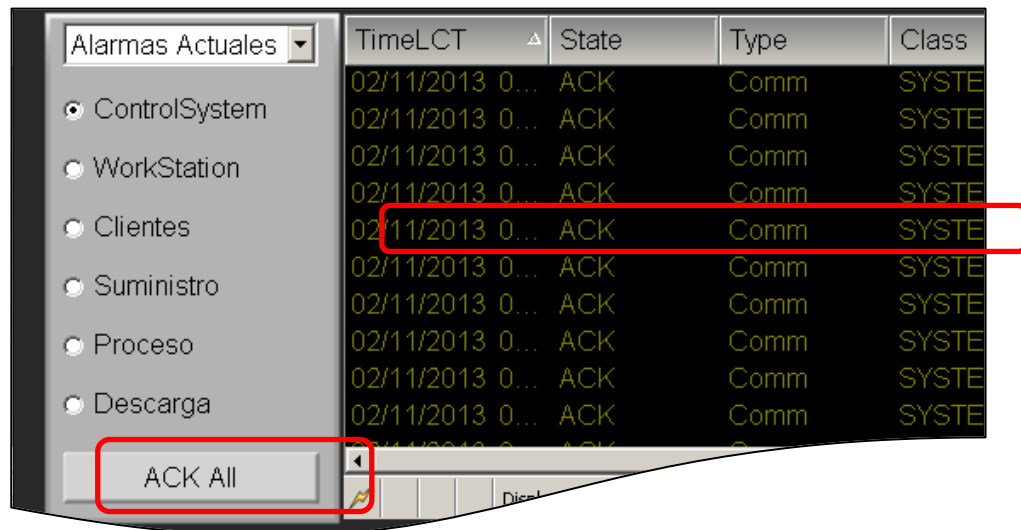 Alarmas Actuales
ControlSystem
WorkStation
Clientes
Suministro
Proceso
Descarga
ACK All
TimeLCT State Type Class
02/11/2013 0... ACK Comm SYSTE
02/11/2013 0... ACK Comm SYSTE
02/11/2013 0... ACK Comm SYSTE
02/11/2013 0... ACK Comm SYSTE
02/11/2013 0... ACK Comm SYSTE
02/11/2013 0... ACK Comm SYSTE
02/11/2013 0... ACK Comm SYSTE
02/11/2013 0... ACK Comm SYSTE
02/11/2013 0... ACK Comm SYSTE
02/11/2013 0... ACK Comm SYSTE